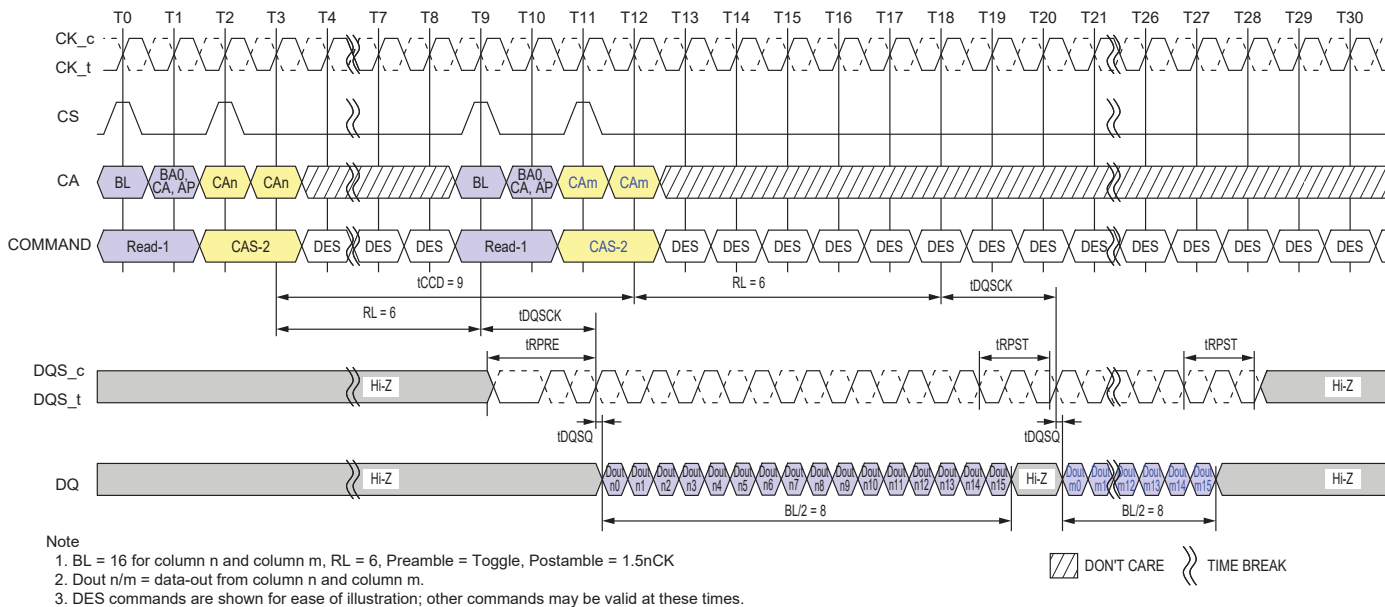 T0 T1 T2 T3 T4 T7 T8 T9 T10 T11 T12 T13 T14 T15 T16 T17 T18 T19 T20 T21 T26 T27 T28 T29 T30
CK_c
CK_t
CS
CA BL BA0, CA, AP CAn CAn BL BA0, CA, AP CAm CAm
COMMAND Read-1 CAS-2 DES DES DES Read-1 CAS-2 DES DES DES DES DES DES DES DES DES DES DES DES DES DES
tCCD = 9 RL = 6 tDQSCK
RL = 6 tDQSCK
tRPRE tRPST tRPST
DQS_c
DQS_t
Hi-Z Hi-Z
tDQSQ tDQSQ
DQ Hi-Z Dout n0 Dout n1 Dout n2 Dout n3 Dout n4 Dout n5 Dout n6 Dout n7 Dout n8 Dout n9 Dout n10 Dout n11 Dout n12 Dout n13 Dout n14 Dout n15 Hi-Z Dout m0 Dout m1 Dout m12 Dout m13 Dout m14 Dout m15 Hi-Z
BL/2 = 8 BL/2 = 8
Note
1. BL = 16 for column n and column m, RL = 6, Preamble = Toggle, Postamble = 1.5nCK
2. Dout n/m = data-out from column n and column m.
3. DES commands are shown for ease of illustration; other commands may be valid at these times.
DON'T CARE TIME BREAK